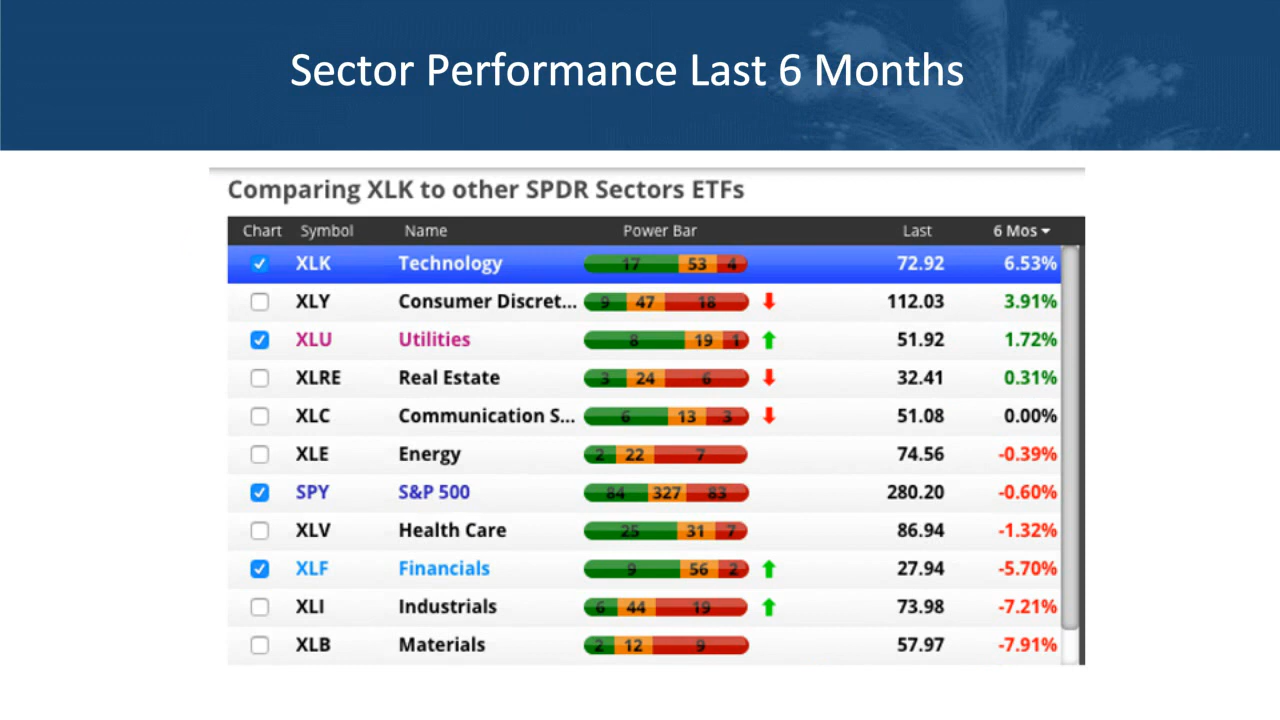 Sector Performance Last 6 Months
Comparing XLK to other SPDR Sectors ETFs
Chart Symbol Name Power Bar Last 6 Mos
XLK Technology 17 53 4 72.92 6.53%
XLY Consumer Discret... 9 47 18 112.03 3.91%
XLU Utilities 8 19 1 51.92 1.72%
XLRE Real Estate 3 24 6 32.41 0.31%
XLC Communication S... 6 13 3 51.08 0.00%
XLE Energy 2 22 7 74.56 -0.39%
SPY S&P 500 84 327 83 280.20 -0.60%
XLV Health Care 25 31 7 86.94 -1.32%
XLF Financials 9 56 2 27.94 -5.70%
XLI Industrials 6 44 19 73.98 -7.21%
XLB Materials 2 12 9 57.97 -7.91%